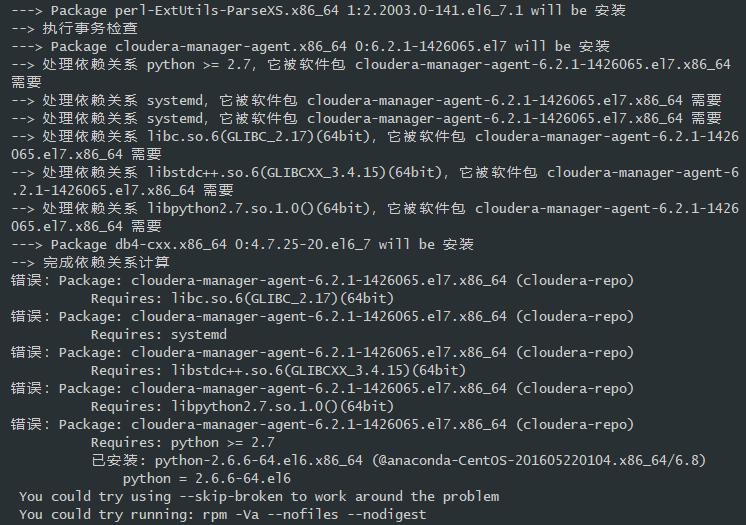 ---> Package perl-ExtUtils-ParseXS.x86_64 1:2.2003.0-141.el6_7.1 will be 安装
--> 执行事务检查
---> Package cloudera-manager-agent.x86_64 0:6.2.1-1426065.el7 will be 安装
--> 处理依赖关系 python >= 2.7，它被软件包 cloudera-manager-agent-6.2.1-1426065.el7.x86_64
需要
--> 处理依赖关系 systemd，它被软件包 cloudera-manager-agent-6.2.1-1426065.el7.x86_64 需要
--> 处理依赖关系 systemd，它被软件包 cloudera-manager-agent-6.2.1-1426065.el7.x86_64 需要
--> 处理依赖关系 libc.so.6(GLIBC_2.17)(64bit)，它被软件包 cloudera-manager-agent-6.2.1-1426
065.el7.x86_64 需要
--> 处理依赖关系 libstdc++.so.6(GLIBCXX_3.4.15)(64bit)，它被软件包 cloudera-manager-agent-6
.2.1-1426065.el7.x86_64 需要
--> 处理依赖关系 libpython2.7.so.1.0()(64bit)，它被软件包 cloudera-manager-agent-6.2.1-1426
065.el7.x86_64 需要
---> Package db4-cxx.x86_64 0:4.7.25-20.el6_7 will be 安装
--> 完成依赖关系计算
错误：Package: cloudera-manager-agent-6.2.1-1426065.el7.x86_64 (cloudera-repo)
Requires: libc.so.6(GLIBC_2.17)(64bit)
错误：Package: cloudera-manager-agent-6.2.1-1426065.el7.x86_64 (cloudera-repo)
Requires: systemd
错误：Package: cloudera-manager-agent-6.2.1-1426065.el7.x86_64 (cloudera-repo)
Requires: libstdc++.so.6(GLIBCXX_3.4.15)(64bit)
错误：Package: cloudera-manager-agent-6.2.1-1426065.el7.x86_64 (cloudera-repo)
Requires: libpython2.7.so.1.0()(64bit)
错误：Package: cloudera-manager-agent-6.2.1-1426065.el7.x86_64 (cloudera-repo)
Requires: python >= 2.7
已安装: python-2.6.6-64.el6.x86_64 (@anaconda-CentOS-201605220104.x86_64/6.8)
python = 2.6.6-64.el6
You could try using --skip-broken to work around the problem
You could try running: rpm -Va --nofiles --nodigest